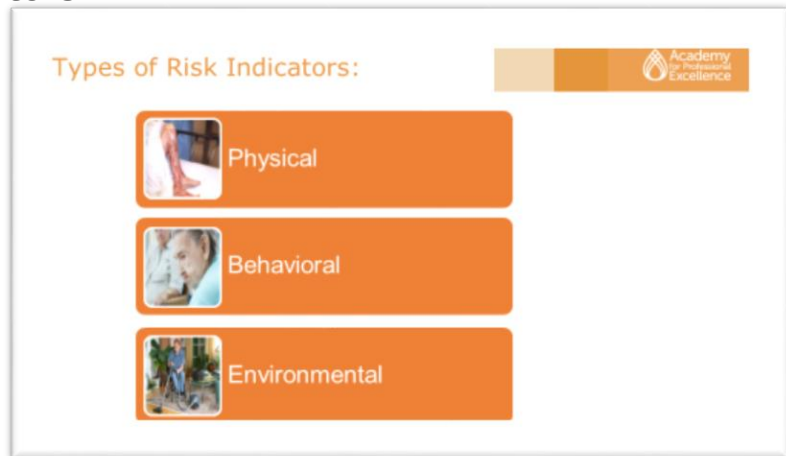 Types of Risk Indicators:
Academy
for Professional
Excellence
Physical
Behavioral
Environmental